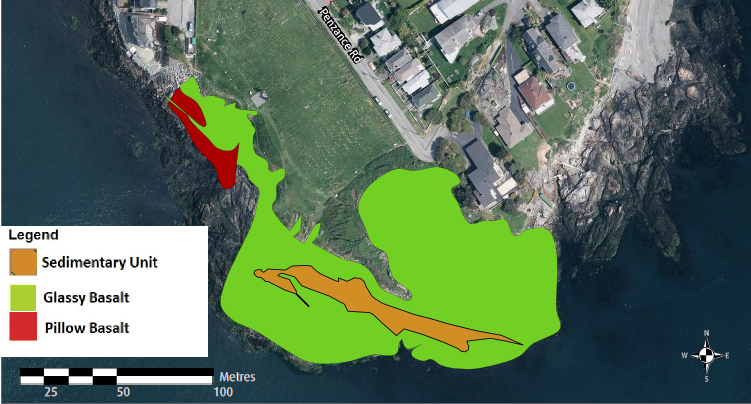 Penzance Rd
Legend
Sedimentary Unit
Glassy Basalt
Pillow Basalt
Metres
25 50 100
N
W E
S